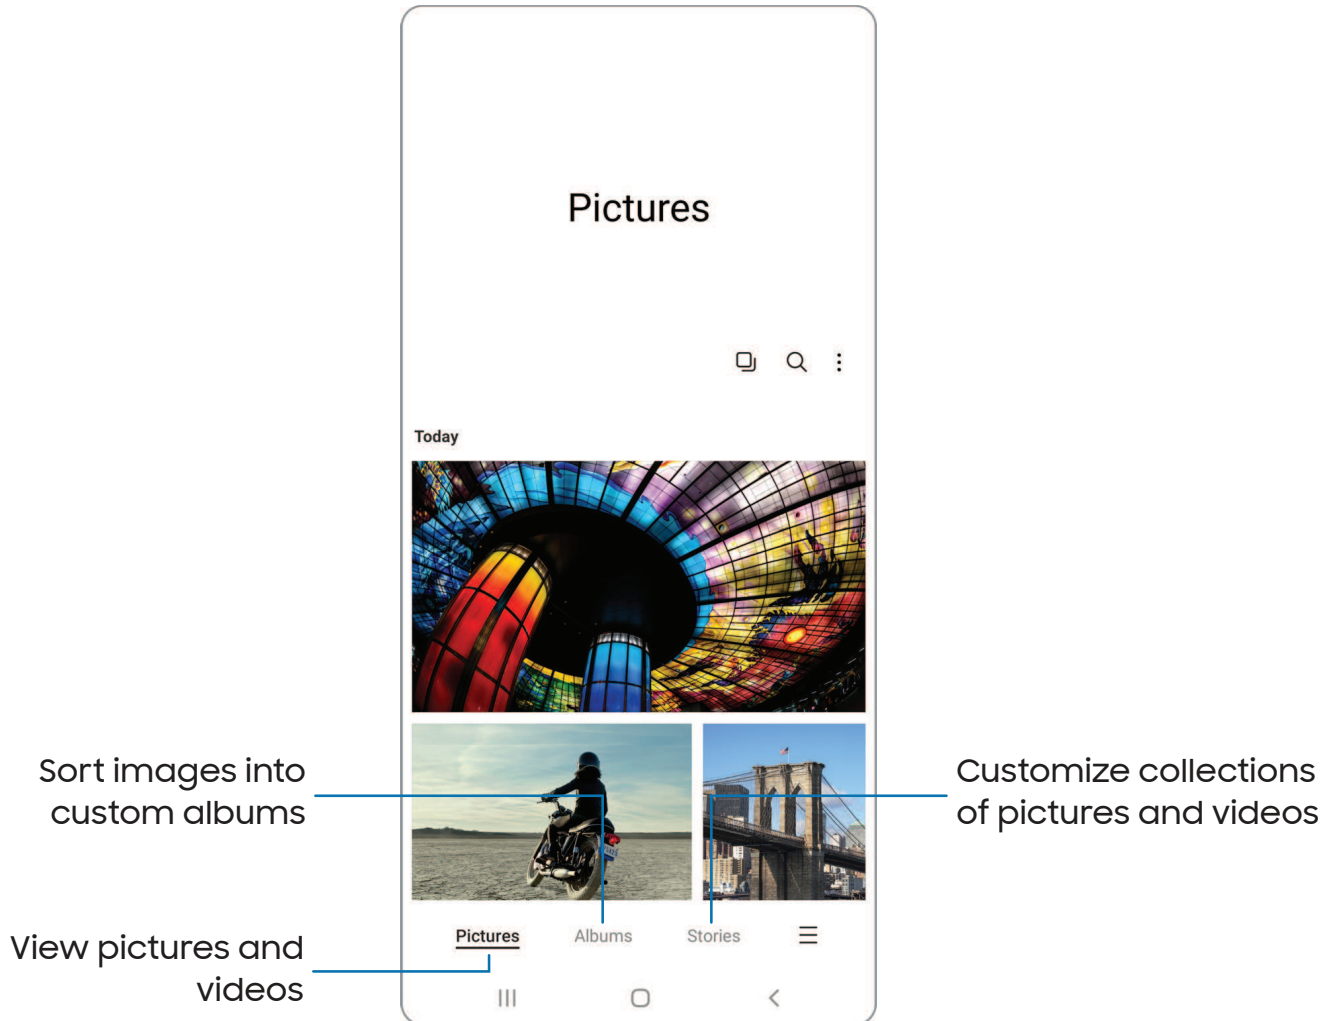 Pictures
Today
Sort images into
custom albums
Customize collections
of pictures and videos
View pictures and
videos
Pictures
Albums
Stories